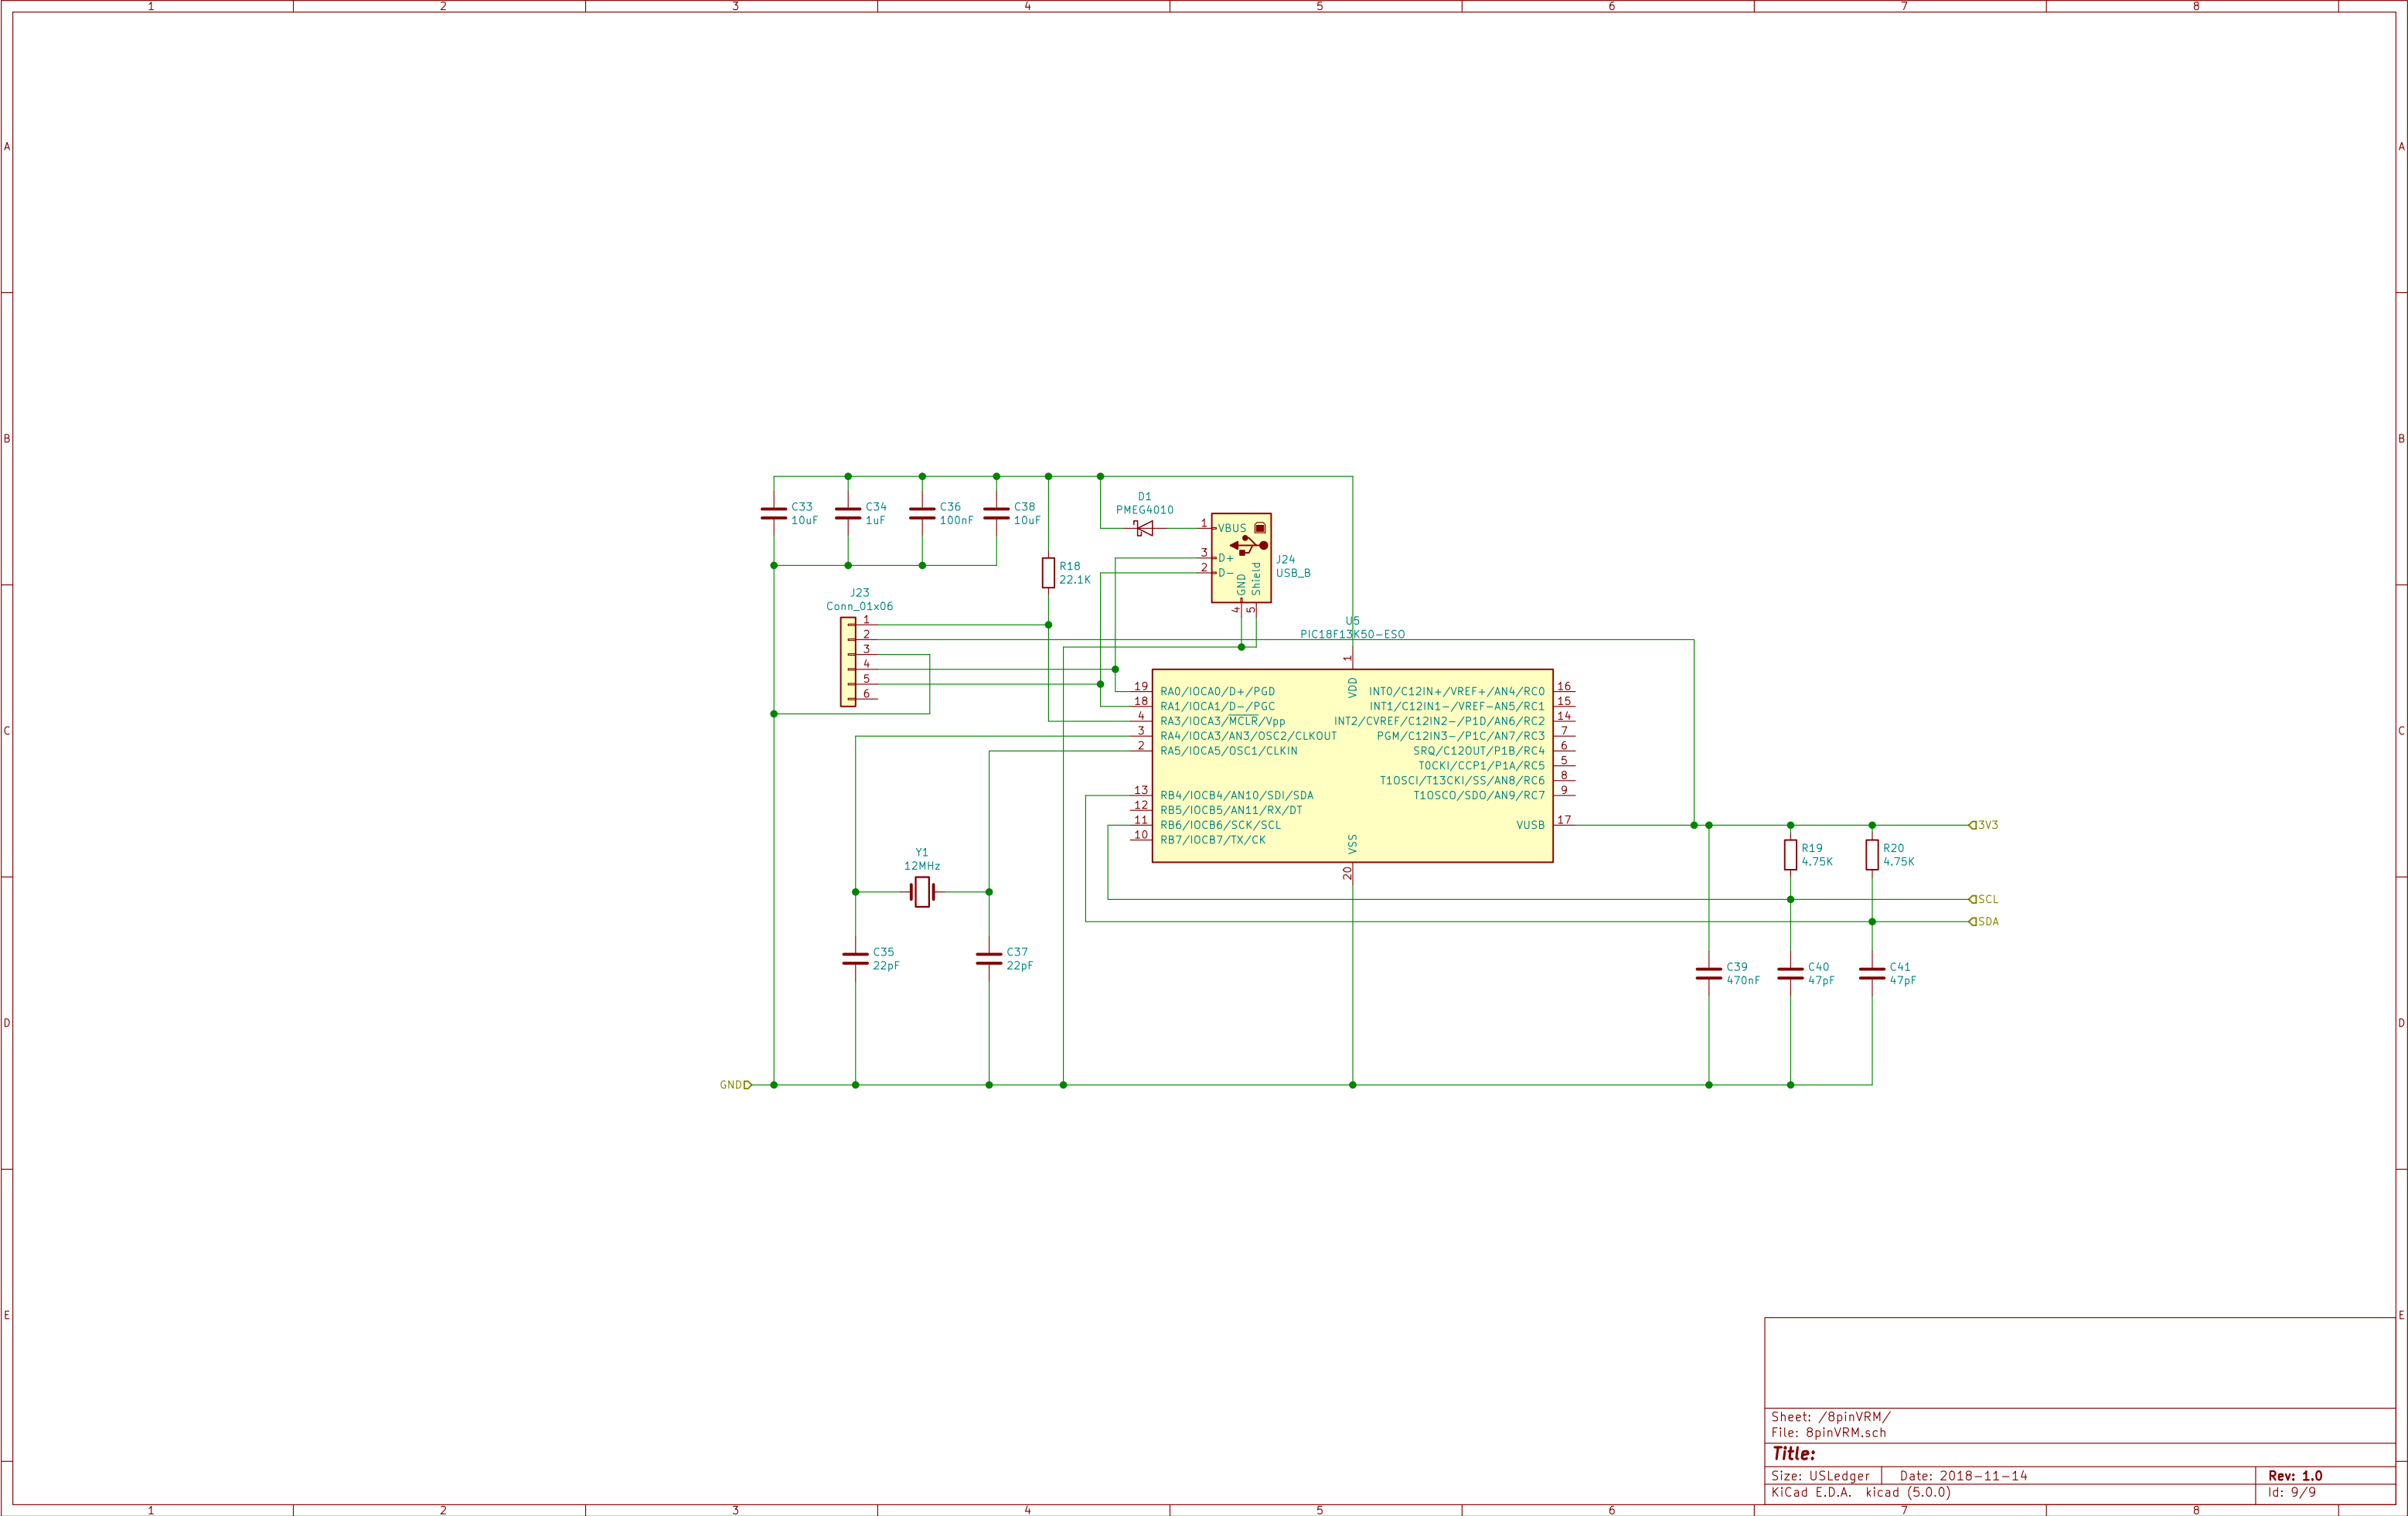 1 2 3 4 5 6 7 8
A A
B B
C C
D D
E E
C33
10uF
C34
1uF
C36
100nF
C38
10uF
D1
PMEG4010
1 VBUS
3 D+
2 D-
GND
Shield
4
5
J24
USB_B
R18
22.1K
J23
Conn_01x06
1
2
3
4
5
6
U5
PIC18F13K50-ESO
1
VDD
19 RA0/IOCA0/D+/PGD
18 RA1/IOCA1/D-/PGC
4 RA3/IOCA3/MCLR/Vpp
3 RA4/IOCA3/AN3/OSC2/CLKOUT
2 RA5/IOCA5/OSC1/CLKIN
13 RB4/IOCB4/AN10/SDI/SDA
12 RB5/IOCB5/AN11/RX/DT
11 RB6/IOCB6/SCK/SCL
10 RB7/IOCB7/TX/CK
INT0/C12IN+/VREF+/AN4/RC0 16
INT1/C12IN1-/VREF-AN5/RC1 15
INT2/CVREF/C12IN2-/P1D/AN6/RC2 14
PGM/C12IN3-/P1C/AN7/RC3 7
SRQ/C12OUT/P1B/RC4 6
T0CKI/CCP1/P1A/RC5 5
T1OSCI/T13CKI/SS/AN8/RC6 8
T1OSCO/SDO/AN9/RC7 9
VUSB 17
VSS
20
3V3
R19
4.75K
R20
4.75K
SCL
SDA
Y1
12MHz
C35
22pF
C37
22pF
C39
470nF
C40
47pF
C41
47pF
GND
Sheet: /8pinVRM/
File: 8pinVRM.sch
Title:
Size: USLedger Date: 2018-11-14 Rev: 1.0
KiCad E.D.A. kicad (5.0.0) Id: 9/9
1 2 3 4 5 6 7 8